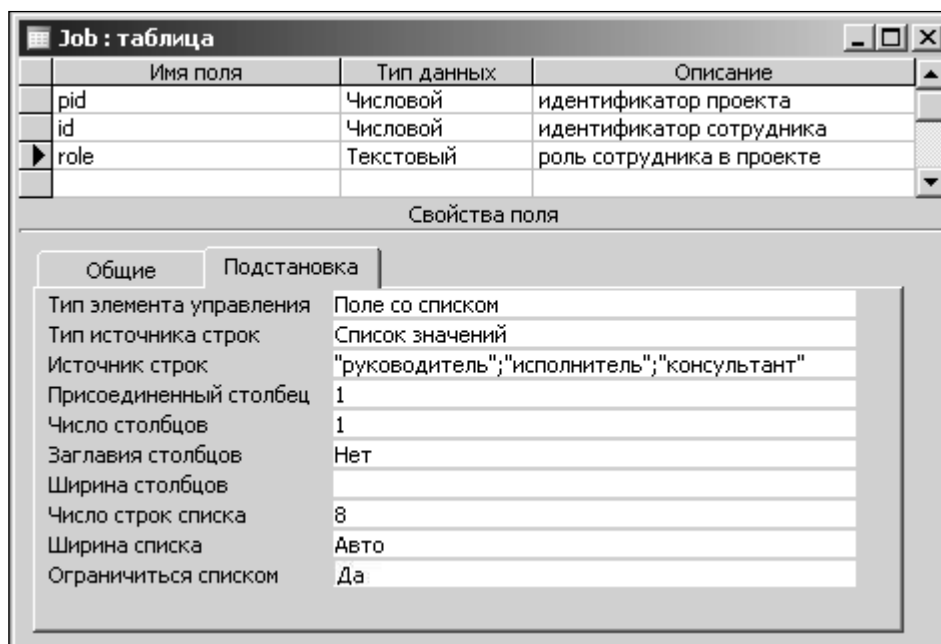 Job : таблица
Имя поля Тип данных Описание
pid Числовой идентификатор проекта
id Числовой идентификатор сотрудника
role Текстовый роль сотрудника в проекте
Свойства поля
Общие Подстановка
Тип элемента управления Поле со списком
Тип источника строк Список значений
Источник строк "руководитель";"исполнитель";"консультант"
Присоединенный столбец 1
Число столбцов 1
Заглавия столбцов Нет
Ширина столбцов
Число строк списка 8
Ширина списка Авто
Ограничиться списком Да